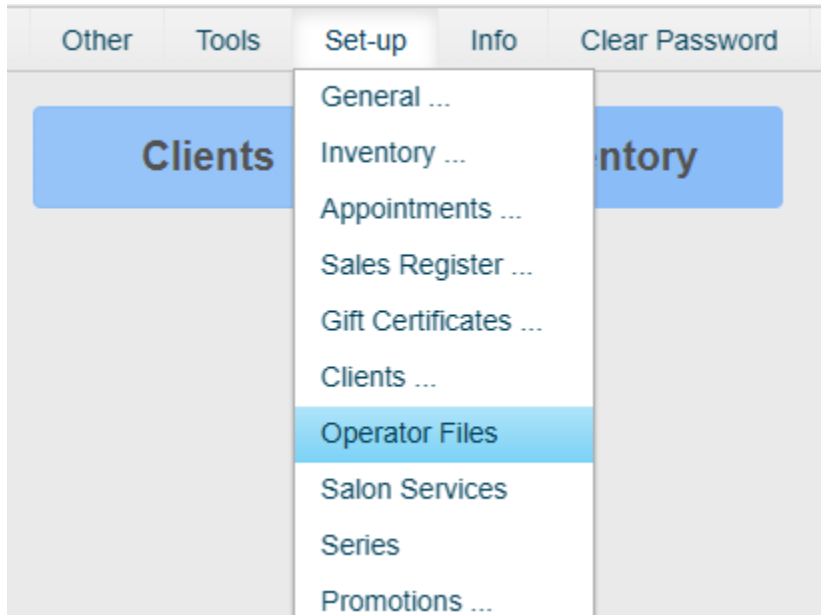 Other Tools Set-up Info Clear Password
General ...
Clients Inventory ... ntory
Appointments ...
Sales Register ...
Gift Certificates ...
Clients ...
Operator Files
Salon Services
Series
Promotions ...